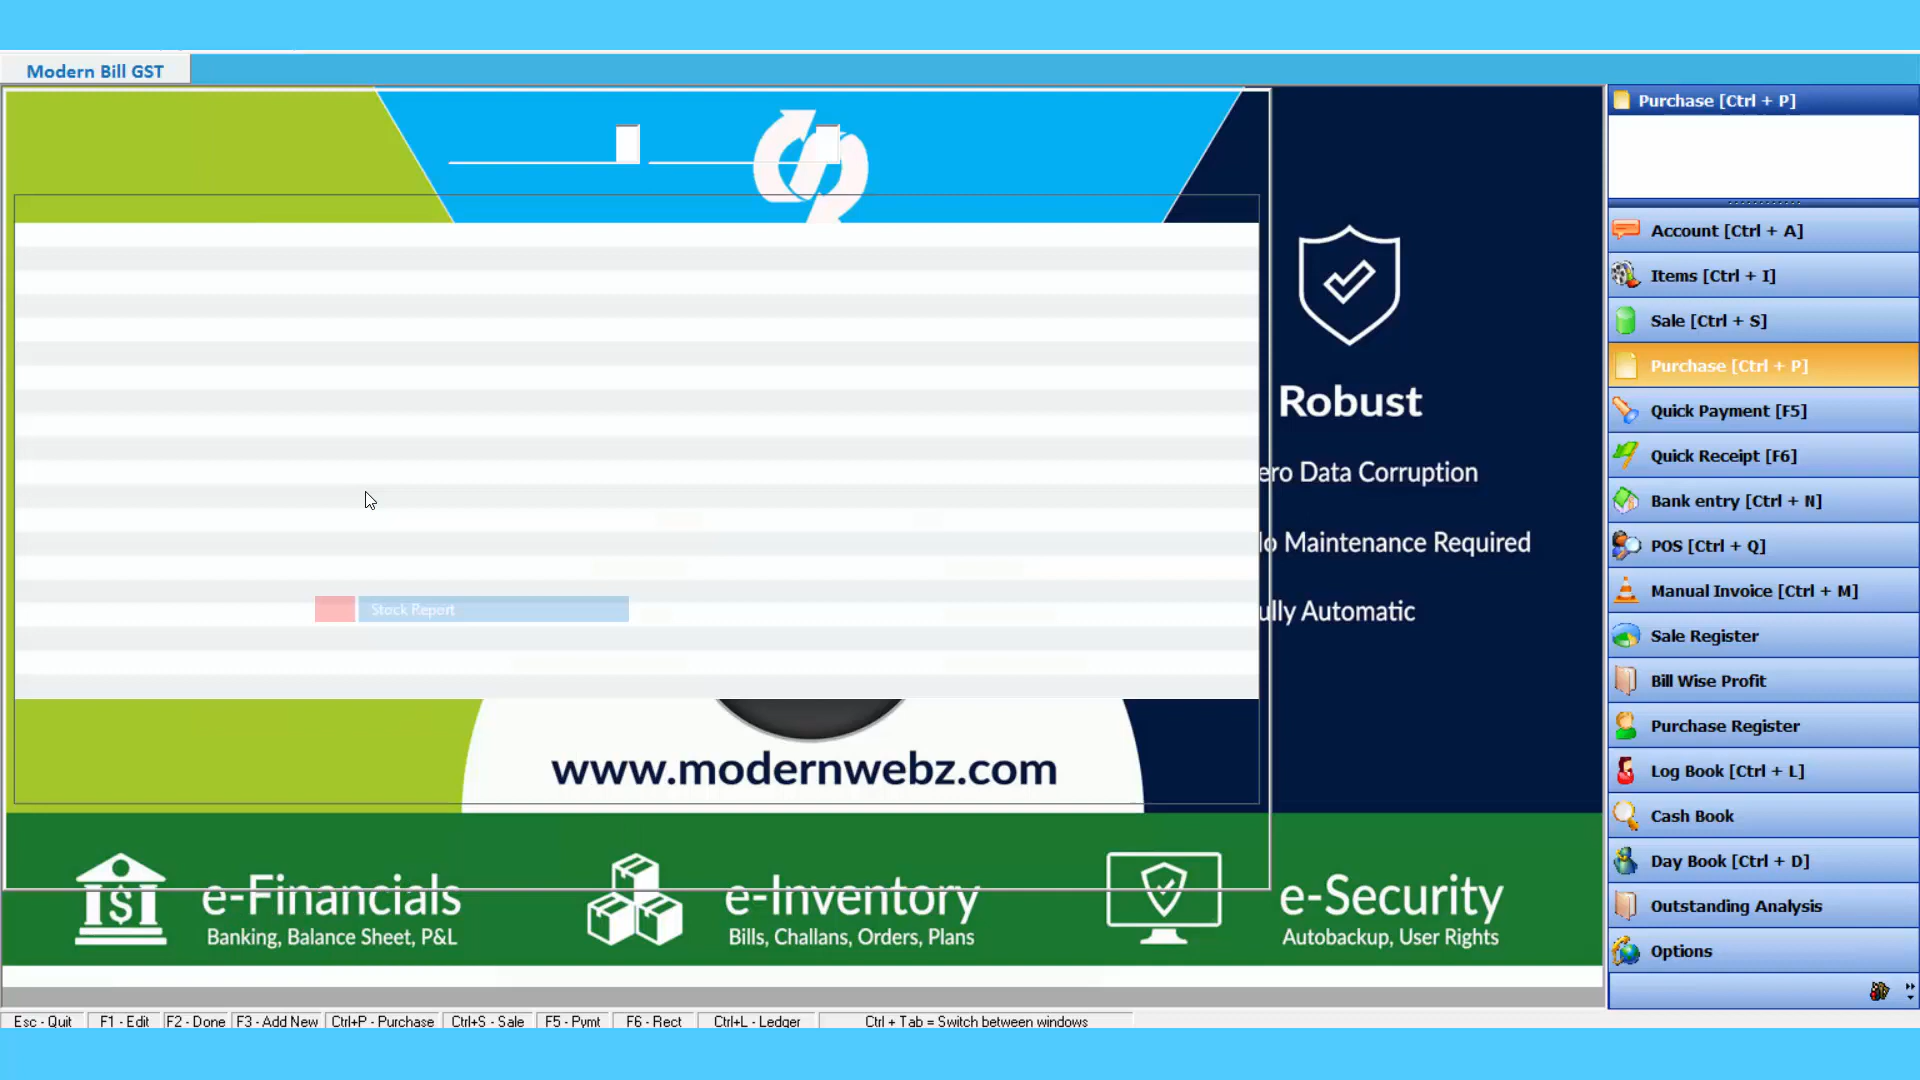 Modern Bill GST
Purchase [Ctrl + P]
Account [Ctrl + A]
Items [Ctrl + I]
Sale [Ctrl + S]
Purchase [Ctrl + P]
Quick Payment [F5]
Quick Receipt [F6]
Bank entry [Ctrl + N]
POS [Ctrl + Q]
Manual Invoice [Ctrl + M]
Sale Register
Bill Wise Profit
Purchase Register
Log Book [Ctrl + L]
Cash Book
Day Book [Ctrl + D]
Outstanding Analysis
Options
Robust
ero Data Corruption
o Maintenance Required
ully Automatic
Stock Report
www.modernwebz.com
e-Financials
Banking, Balance Sheet, P&L
e-Inventory
Bills, Challans, Orders, Plans
e-Security
Autobackup, User Rights
Esc - Quit F1 - Edit F2 - Done F3 - Add New Ctrl+P - Purchase Ctrl+S - Sale F5 - Pymt F6 - Rect Ctrl+L - Ledger Ctrl + Tab = Switch between windows